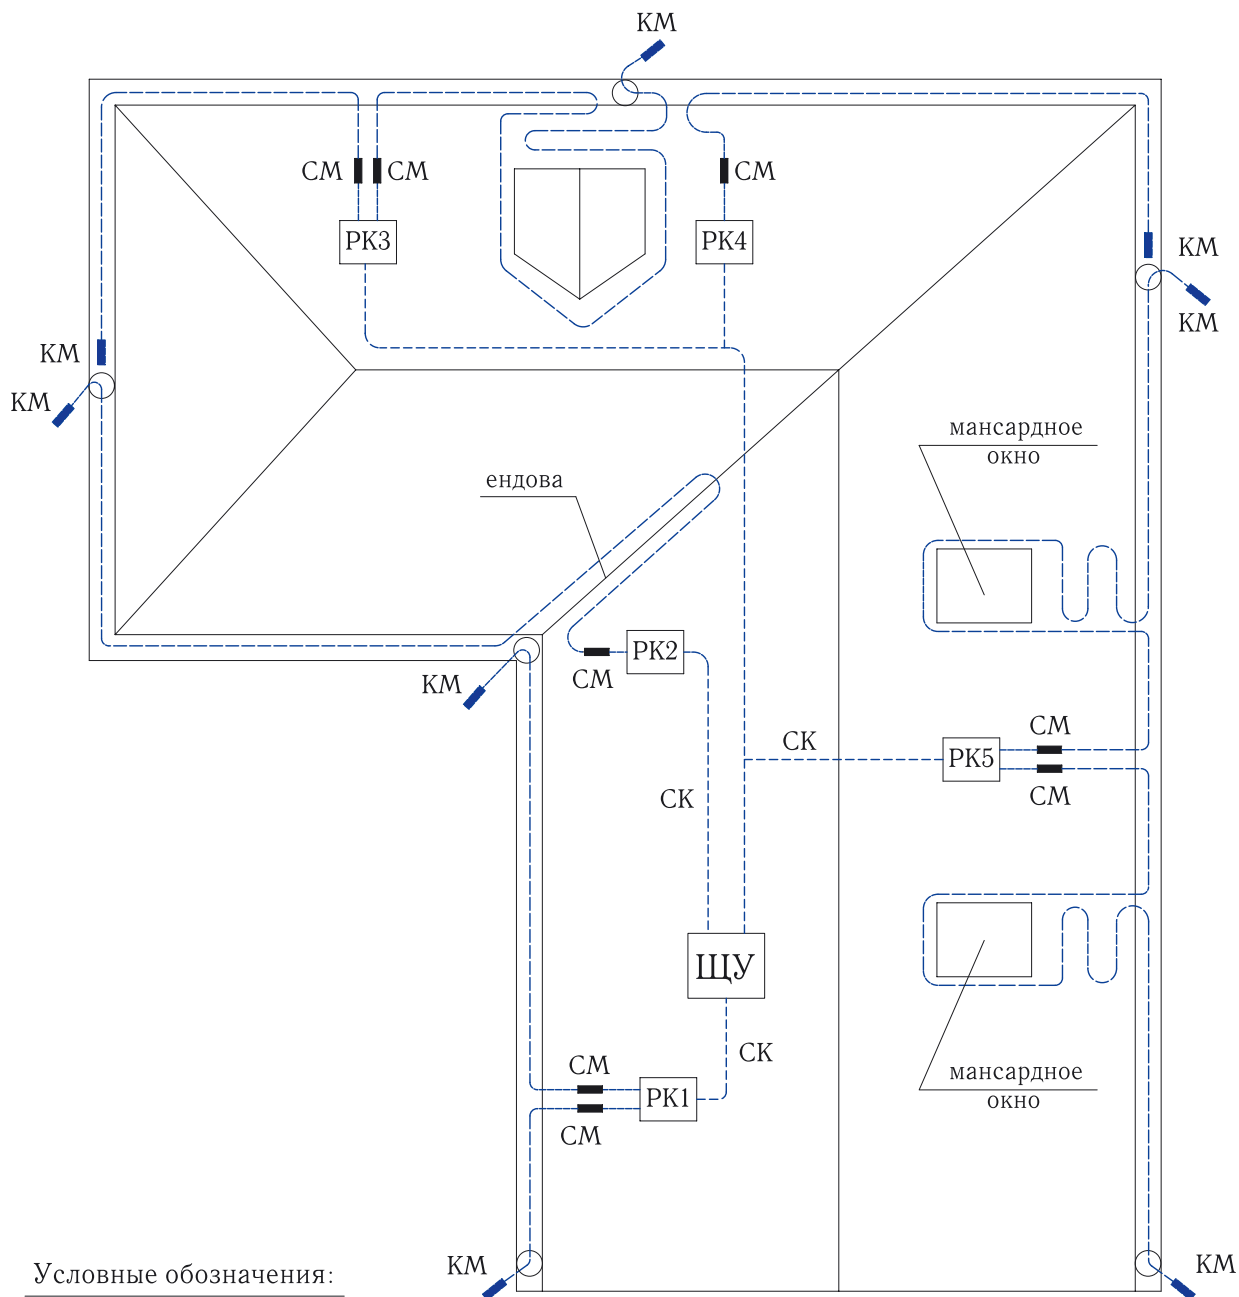 КМ
СМ
СМ
СМ
РК3
РК4
КМ
КМ
КМ
КМ
мансардное
окно
ендова
РК2
СМ
КМ
СК
СМ
РК5
СМ
СК
ЩУ
СК
СМ
РК1
СМ
мансардное
окно
КМ
КМ
Условные обозначения: